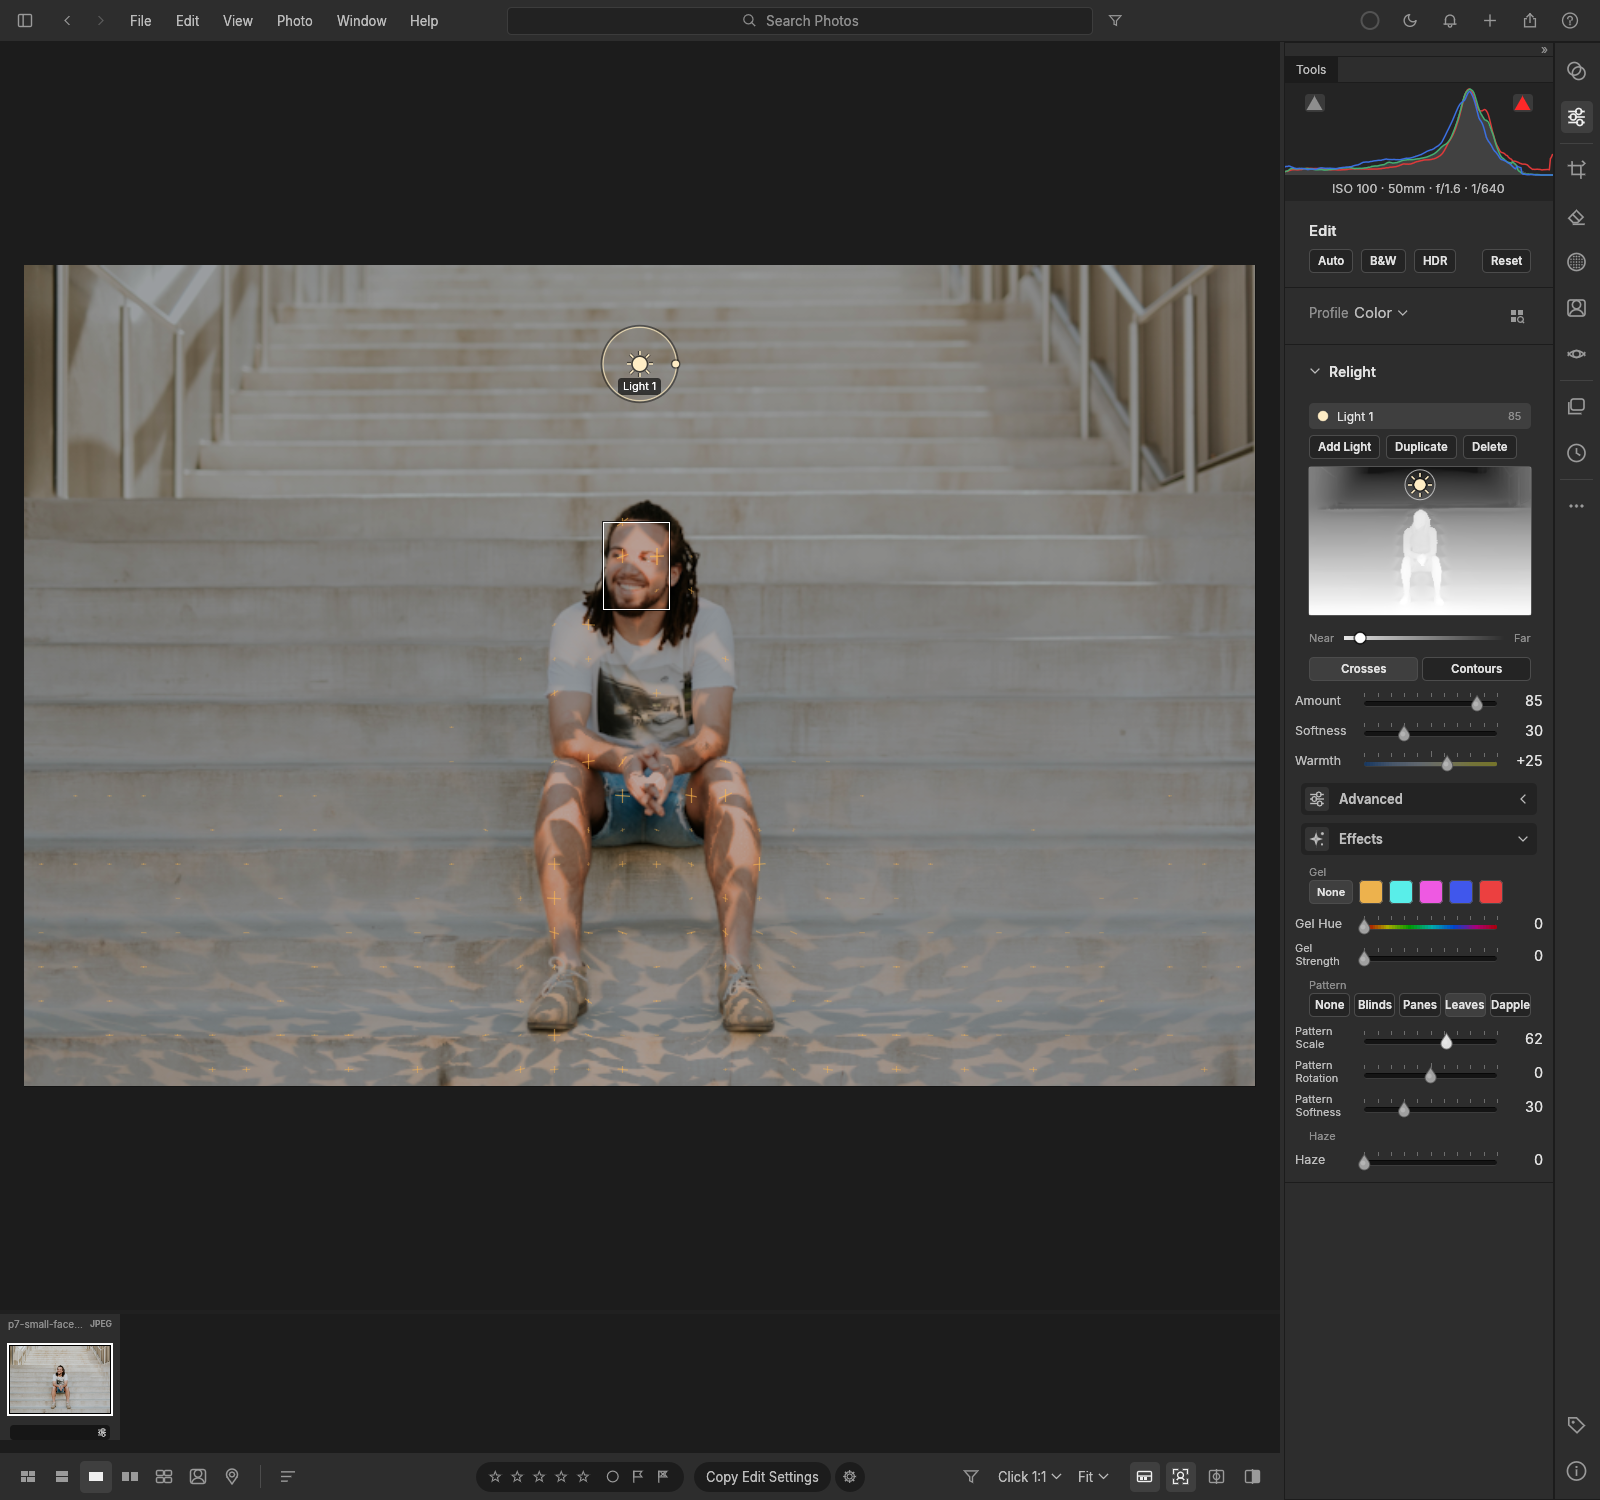 File Edit View Photo Window Help
Search Photos
Tools
ISO 100 · 50mm · f/1.6 · 1/640
Edit
Auto B&W HDR Reset
Profile Color
Relight
Light 1 85
Add Light Duplicate Delete
Near Far
Crosses Contours
Amount 85
Softness 30
Warmth +25
Advanced
Effects
Gel
None
Gel Hue 0
Gel
Strength 0
Pattern
None Blinds Panes Leaves Dapple
Pattern
Scale 62
Pattern
Rotation 0
Pattern
Softness 30
Haze
Haze 0
Light 1
p7-small-face... JPEG
Copy Edit Settings
Click 1:1 Fit